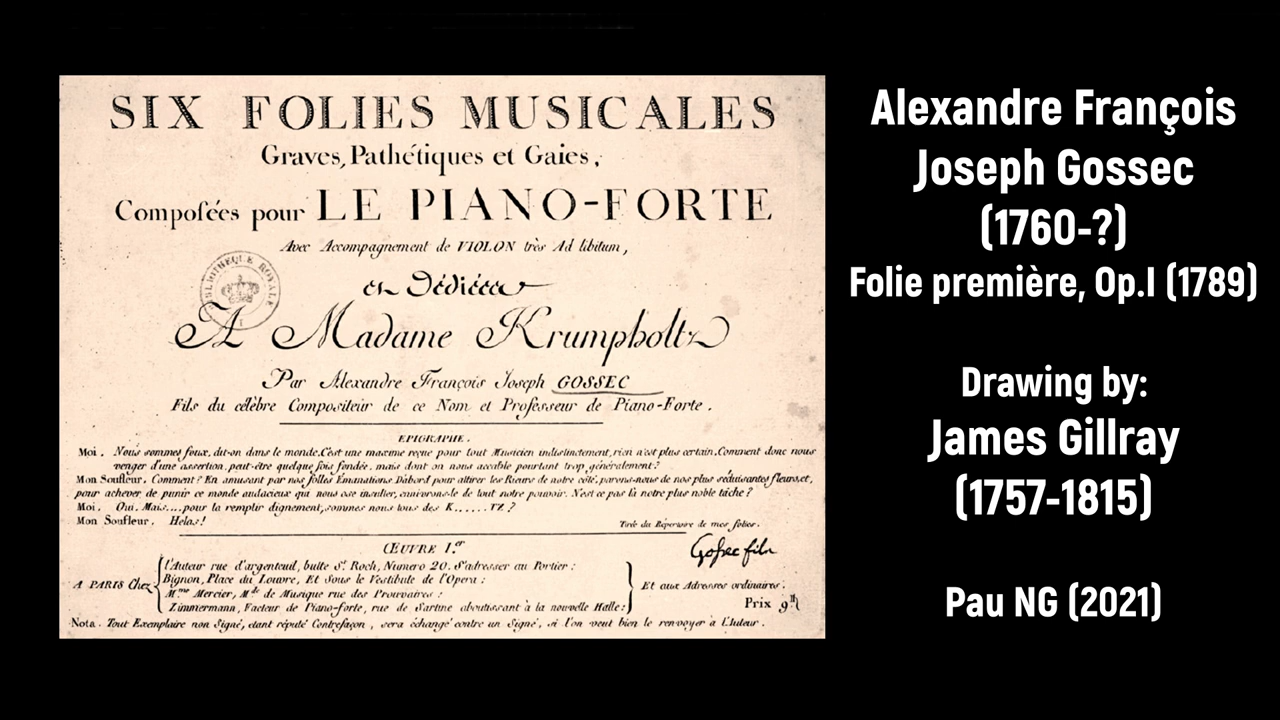 SIX FOLIES MUSICALES
Graves, Pathétiques et Gaies,
Composées pour LE PIANO-FORTE
Avec Accompagnement de VIOLON très Ad libitum,
et Dédiées
A Madame Krumpholtz
Par Alexandre François Joseph GOSSEC
Fils du célèbre Compositeur de ce Nom et Professeur de Piano-Forte.
EPIGRAPHE.
Moi. Nous sommes foux, dit-on dans le monde. C'est une maxime reçue pour tout Musicien indistinctement, rien n'est plus certain. Comment donc nous
venger d'une assertion, peut-être quelque fois fondée, mais dont on nous accable pourtant trop généralement?
Mon Soufleur. Comment? En amusant par nos folles Emanations. D'abord pour attirer les Rieurs de notre côté, parons-nous de nos plus séduisantes fleurs, et,
pour achever de punir ce monde audacieux qui nous ose insulter, enivrons-le de tout notre pouvoir. N'est ce pas là notre plus noble tâche?
Moi. Oui. Mais.... pour la remplir dignement, sommes nous tous des K......TZ?
Mon Soufleur. Helas!
Tirée du Répertoire de mes folies.
ŒUVRE I.er
Gossec fils
A PARIS Chez
l'Auteur rue d'argenteuil, butte St. Roch, Numero 20. S'adresser au Portier:
Bignon, Place du Louvre, Et Sous le Vestibule de l'Opera:
Mme Mercier, Mde de Musique rue des Prouvaires:
Zimmermann, Facteur de Piano-forte, rue de Sartine aboutissant à la nouvelle Halle:
Et aux Adresses ordinaires.
Prix 9
Nota. Tout Exemplaire non Signé, étant réputé Contrefaçon, sera échangé contre un Signé, si l'on veut bien le renvoyer à l'Auteur.
BIBLIOTHEQUE ROYALE
Alexandre François
Joseph Gossec
(1760-?)
Folie première, Op.I (1789)
Drawing by:
James Gillray
(1757-1815)
Pau NG (2021)